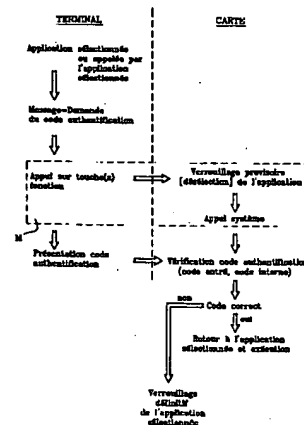 TERMINAL
CARTE
Application sélectionnée
ou appelée par
l'application
sélectionnée
Message-Demande
du code authentification
Appel sur touche(s)
fonction
Verrouillage provisoire
[désélection] de l'application
Appel système
M
Présentation code
authentification
Vérification code authentification
(code entré, code interne)
non
Code correct
oui
Retour à l'application
sélectionnée et exécution
Verrouillage
définitif
de l'application
sélectionnée